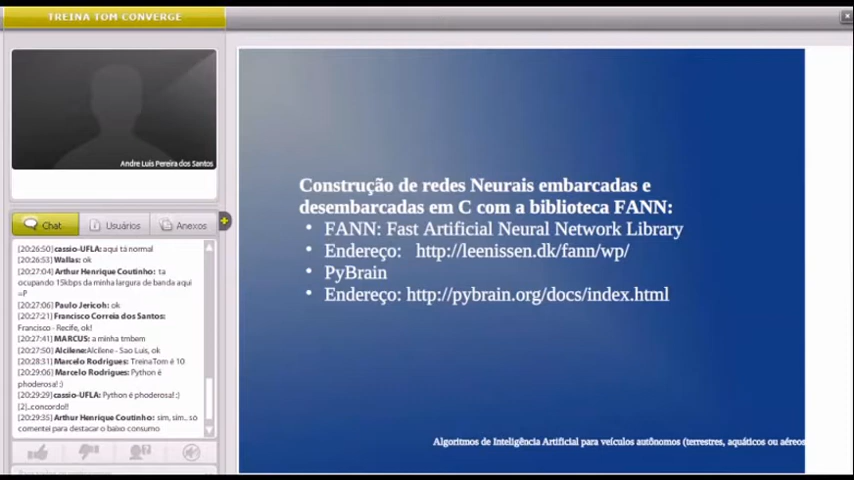 TREINA TOM CONVERGE
Andre Luis Pereira dos Santos
Chat
Usuários
Anexos
[20:26:50] cassio-UFLA: aqui tá normal
[20:26:53] Wallas: ok
[20:27:04] Arthur Henrique Coutinho: ta
ocupando 15kbps da minha largura de banda aqui
=P
[20:27:06] Paulo Jericoh: ok
[20:27:21] Francisco Correia dos Santos:
Francisco - Recife, ok!
[20:27:41] MARCUS: a minha tmbem
[20:27:50] Alcilene:Alcilene - Sao Luis, ok
[20:28:31] Marcelo Rodrigues: TreinaTom é 10
[20:29:06] Marcelo Rodrigues: Python é
phoderosa! :)
[20:29:29] cassio-UFLA: Python é phoderosa! :)
[2]..concordo!!
[20:29:35] Arthur Henrique Coutinho: sim, sim.. só
comentei para destacar o baixo consumo
Construção de redes Neurais embarcadas e
desembarcadas em C com a biblioteca FANN:
• FANN: Fast Artificial Neural Network Library
• Endereço: http://leenissen.dk/fann/wp/
• PyBrain
• Endereço: http://pybrain.org/docs/index.html
Algoritmos de Inteligência Artificial para veículos autônomos (terrestres, aquáticos ou aéreos